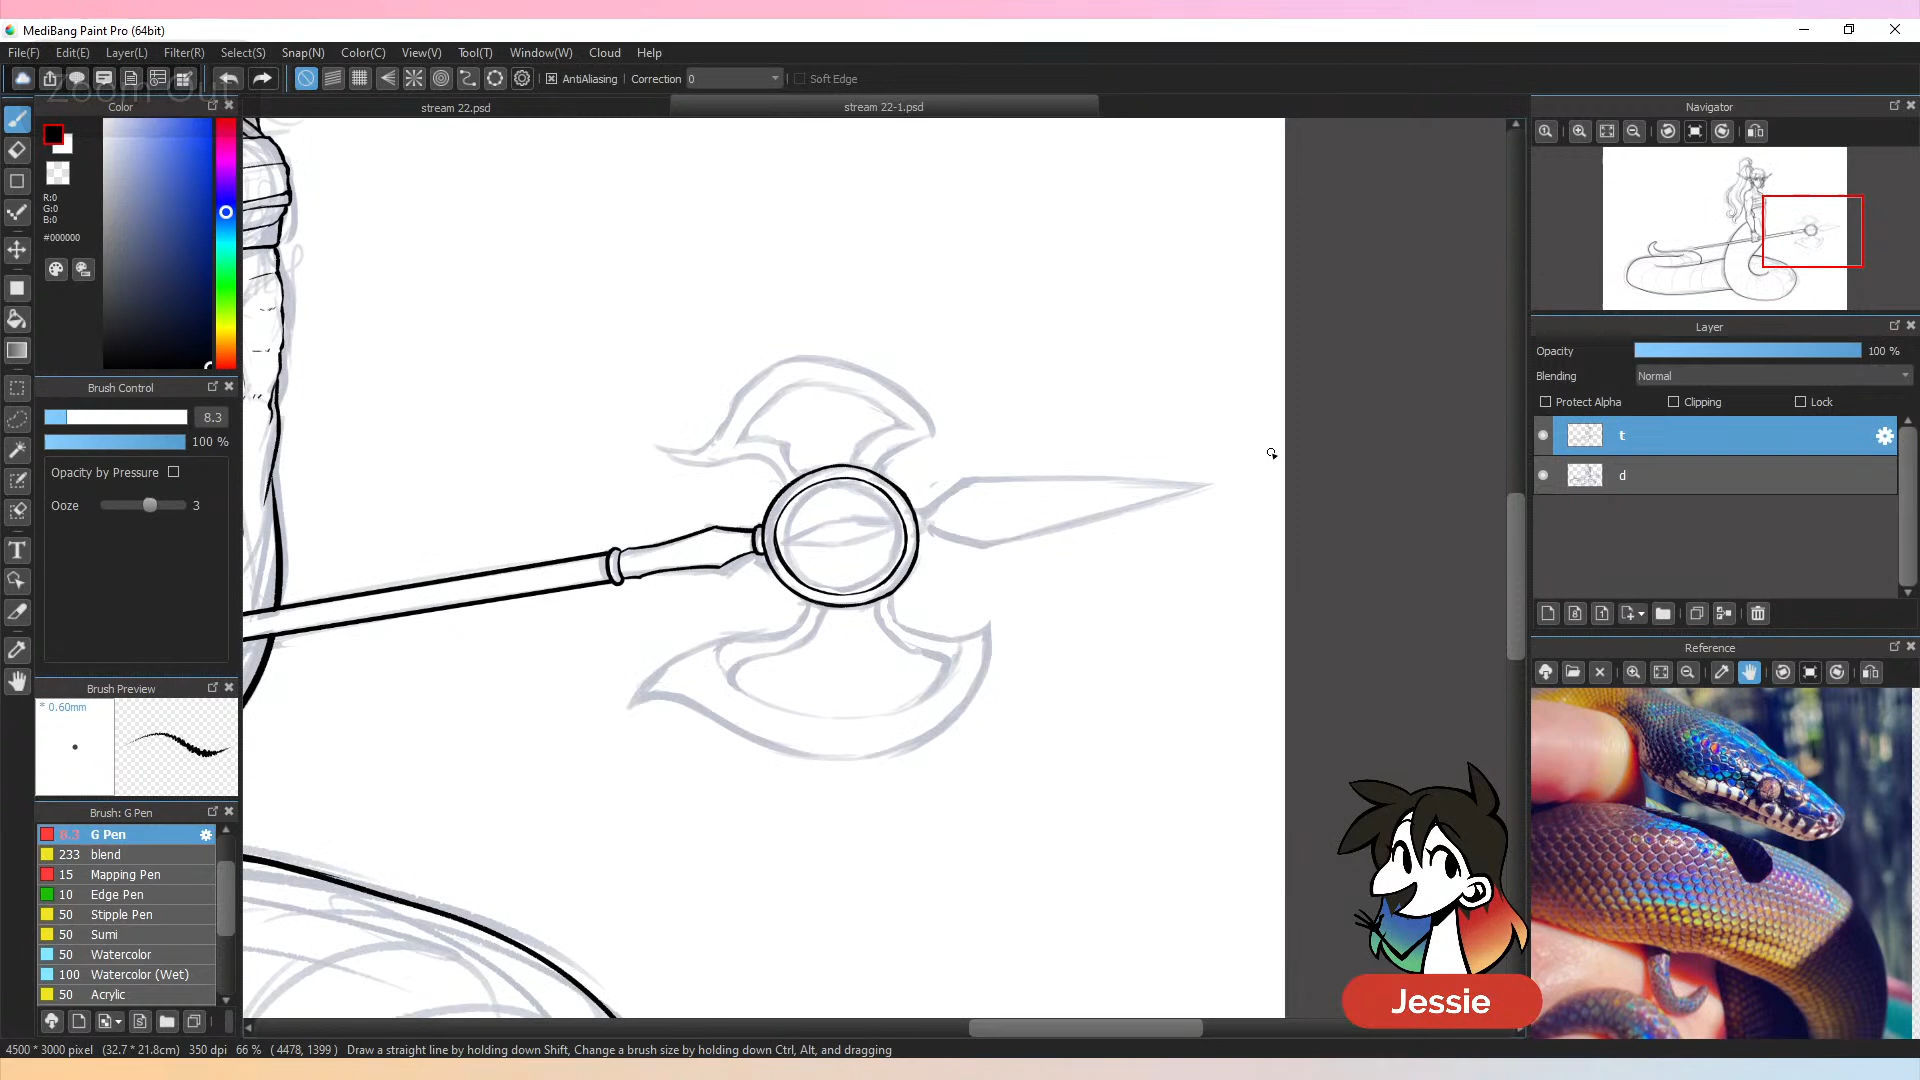 MediBang Paint Pro (64bit)
File(F) Edit(E) Layer(L) Filter(R) Select(S) Snap(N) Color(C) View(V) Tool(T) Window(W) Cloud Help
AntiAliasing Correction 0 Soft Edge
Zoom Out
Color
stream 22.psd
stream 22-1.psd
R:0
G:0
B:0
#000000
Brush Control
8.3
100 %
Opacity by Pressure
Ooze 3
Brush Preview
* 0.60mm
Brush: G Pen
8.3 G Pen
233 blend
15 Mapping Pen
10 Edge Pen
50 Stipple Pen
50 Sumi
50 Watercolor
100 Watercolor (Wet)
50 Acrylic
Navigator
Layer
Opacity 100 %
Blending Normal
Protect Alpha Clipping Lock
t
d
Reference
Jessie
4500 * 3000 pixel (32.7 * 21.8cm) 350 dpi 66 % ( 4478, 1399 ) Draw a straight line by holding down Shift, Change a brush size by holding down Ctrl, Alt, and dragging